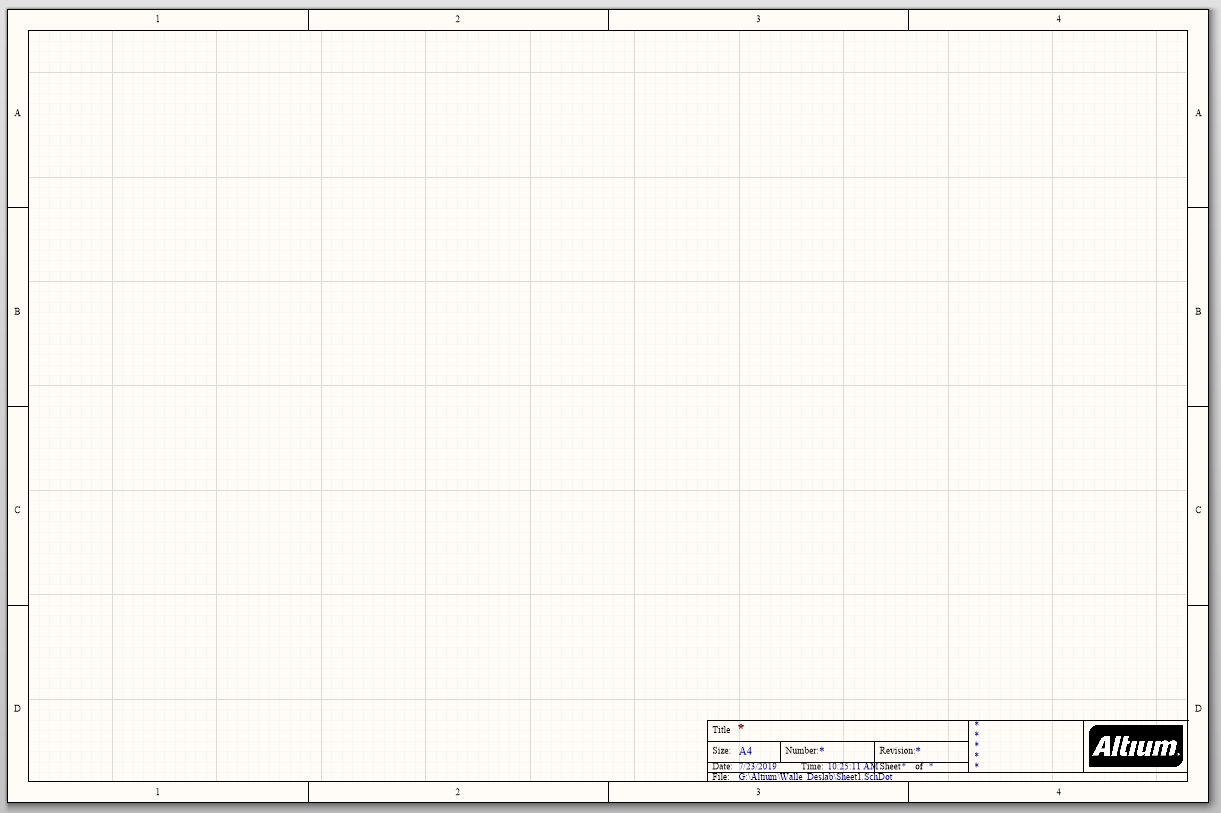 1 2 3 4
A A
B B
C C
D D
Title *
Size: A4 Number:* Revision:*
Date: 7/23/2019 Time: 10:25:11 AM Sheet * of *
File: G:\Altium\Walle_Deslab\Sheet1.SchDot
*
*
*
*
*
Altium.
1 2 3 4